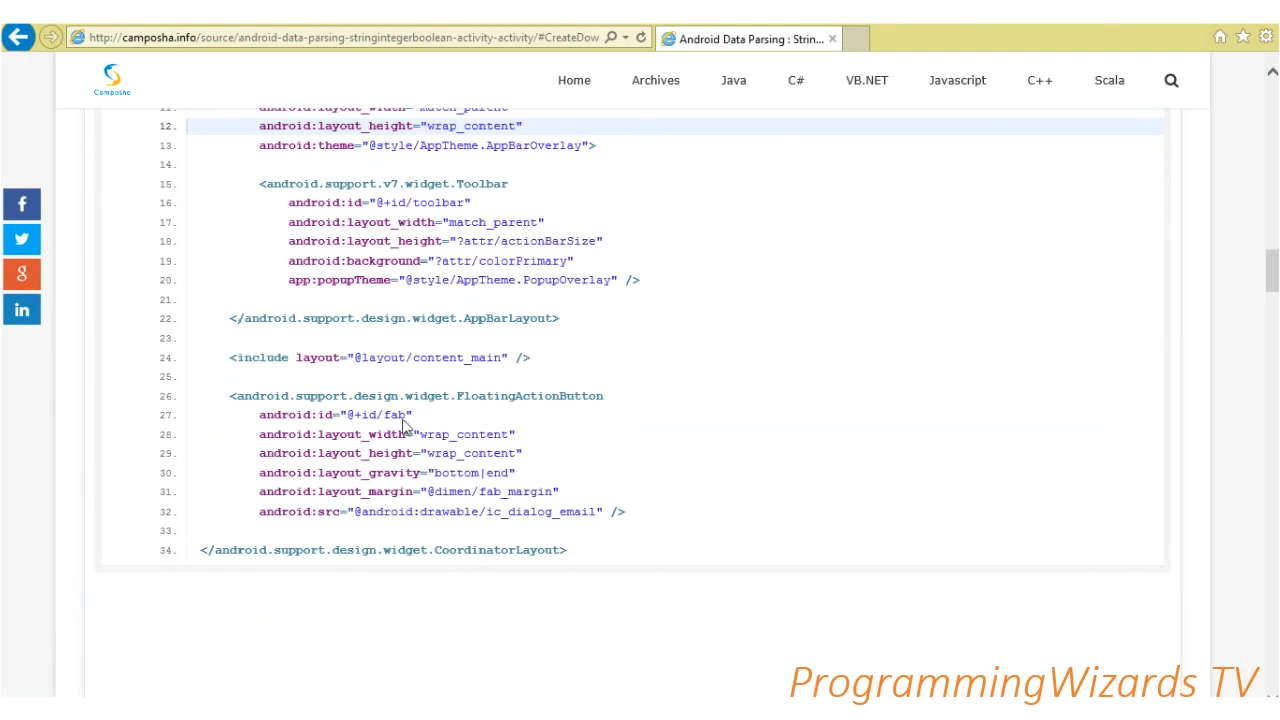 http://camposha.info/source/android-data-parsing-stringintegerboolean-activity-activity/#CreateDow
Android Data Parsing : Strin...
Camposha
Home Archives Java C# VB.NET Javascript C++ Scala
11. android:layout_width="match_parent"
12. android:layout_height="wrap_content"
13. android:theme="@style/AppTheme.AppBarOverlay">
14.
15. <android.support.v7.widget.Toolbar
16. android:id="@+id/toolbar"
17. android:layout_width="match_parent"
18. android:layout_height="?attr/actionBarSize"
19. android:background="?attr/colorPrimary"
20. app:popupTheme="@style/AppTheme.PopupOverlay" />
21.
22. </android.support.design.widget.AppBarLayout>
23.
24. <include layout="@layout/content_main" />
25.
26. <android.support.design.widget.FloatingActionButton
27. android:id="@+id/fab"
28. android:layout_width="wrap_content"
29. android:layout_height="wrap_content"
30. android:layout_gravity="bottom|end"
31. android:layout_margin="@dimen/fab_margin"
32. android:src="@android:drawable/ic_dialog_email" />
33.
34. </android.support.design.widget.CoordinatorLayout>
f
8
in
ProgrammingWizards TV